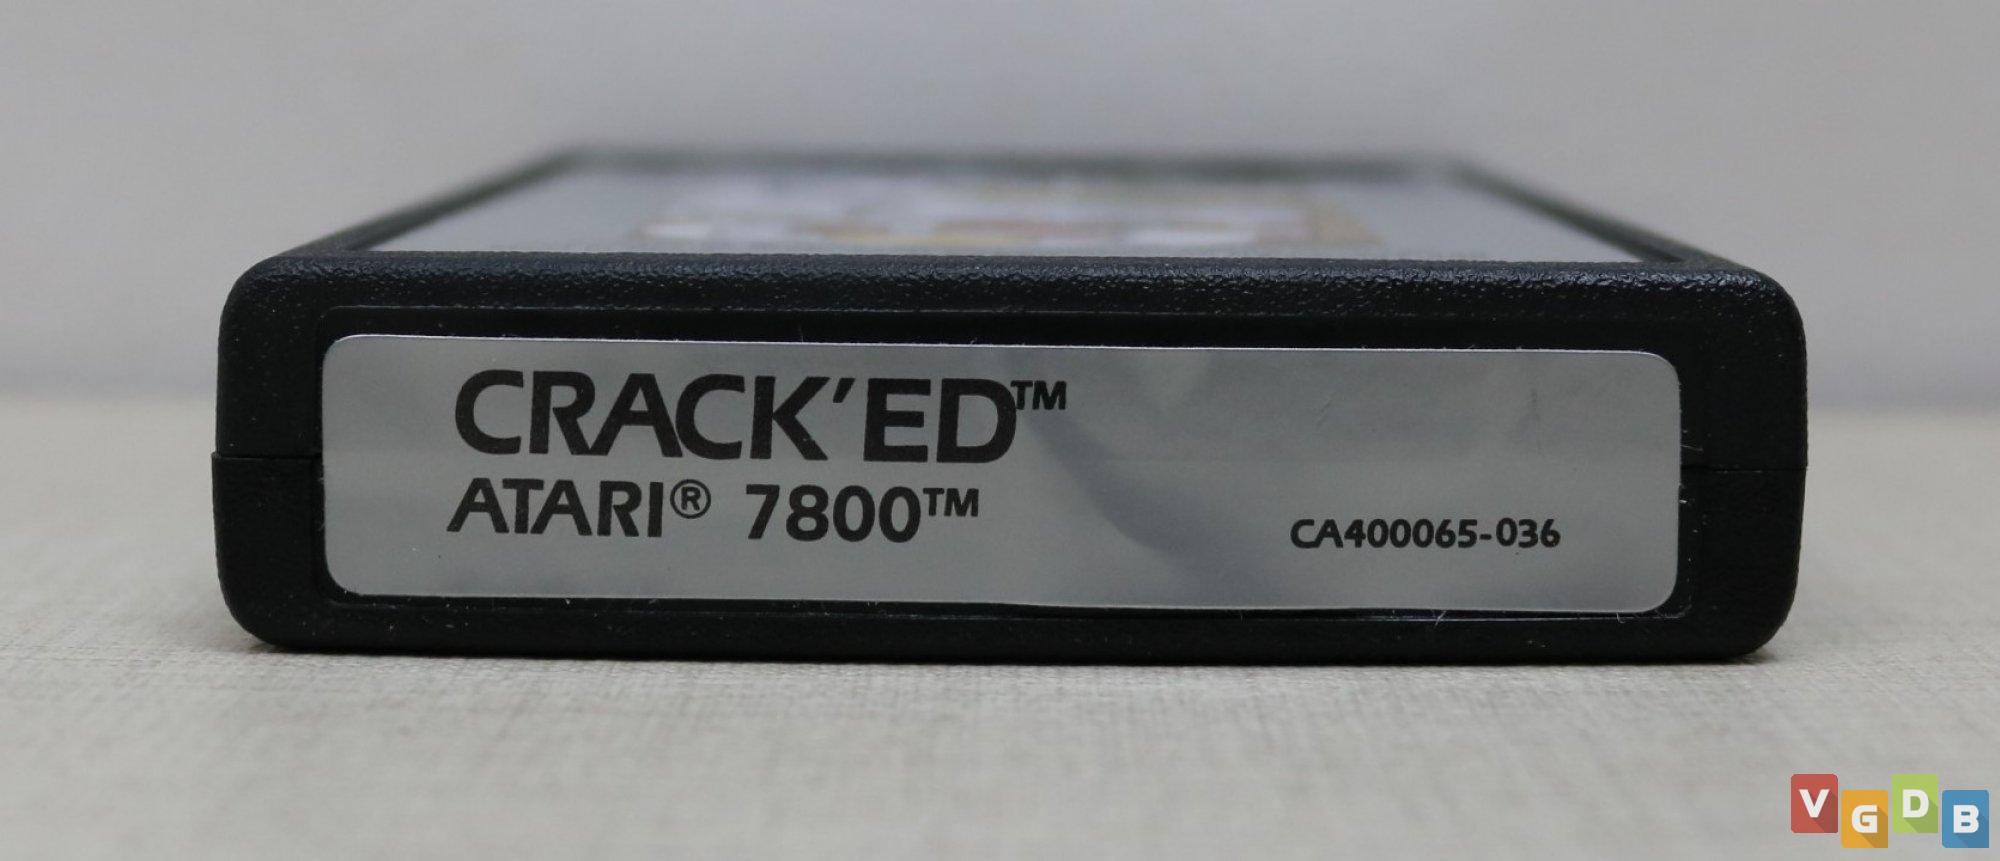 CRACK'ED™
ATARI® 7800™
CA400065-036
VGDB